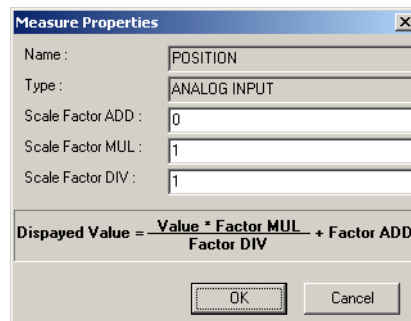 Measure Properties
Name :
POSITION
Type :
ANALOG INPUT
Scale Factor ADD :
0
Scale Factor MUL :
1
Scale Factor DIV :
1
Dispayed Value = Value * Factor MUL / Factor DIV + Factor ADD
OK
Cancel